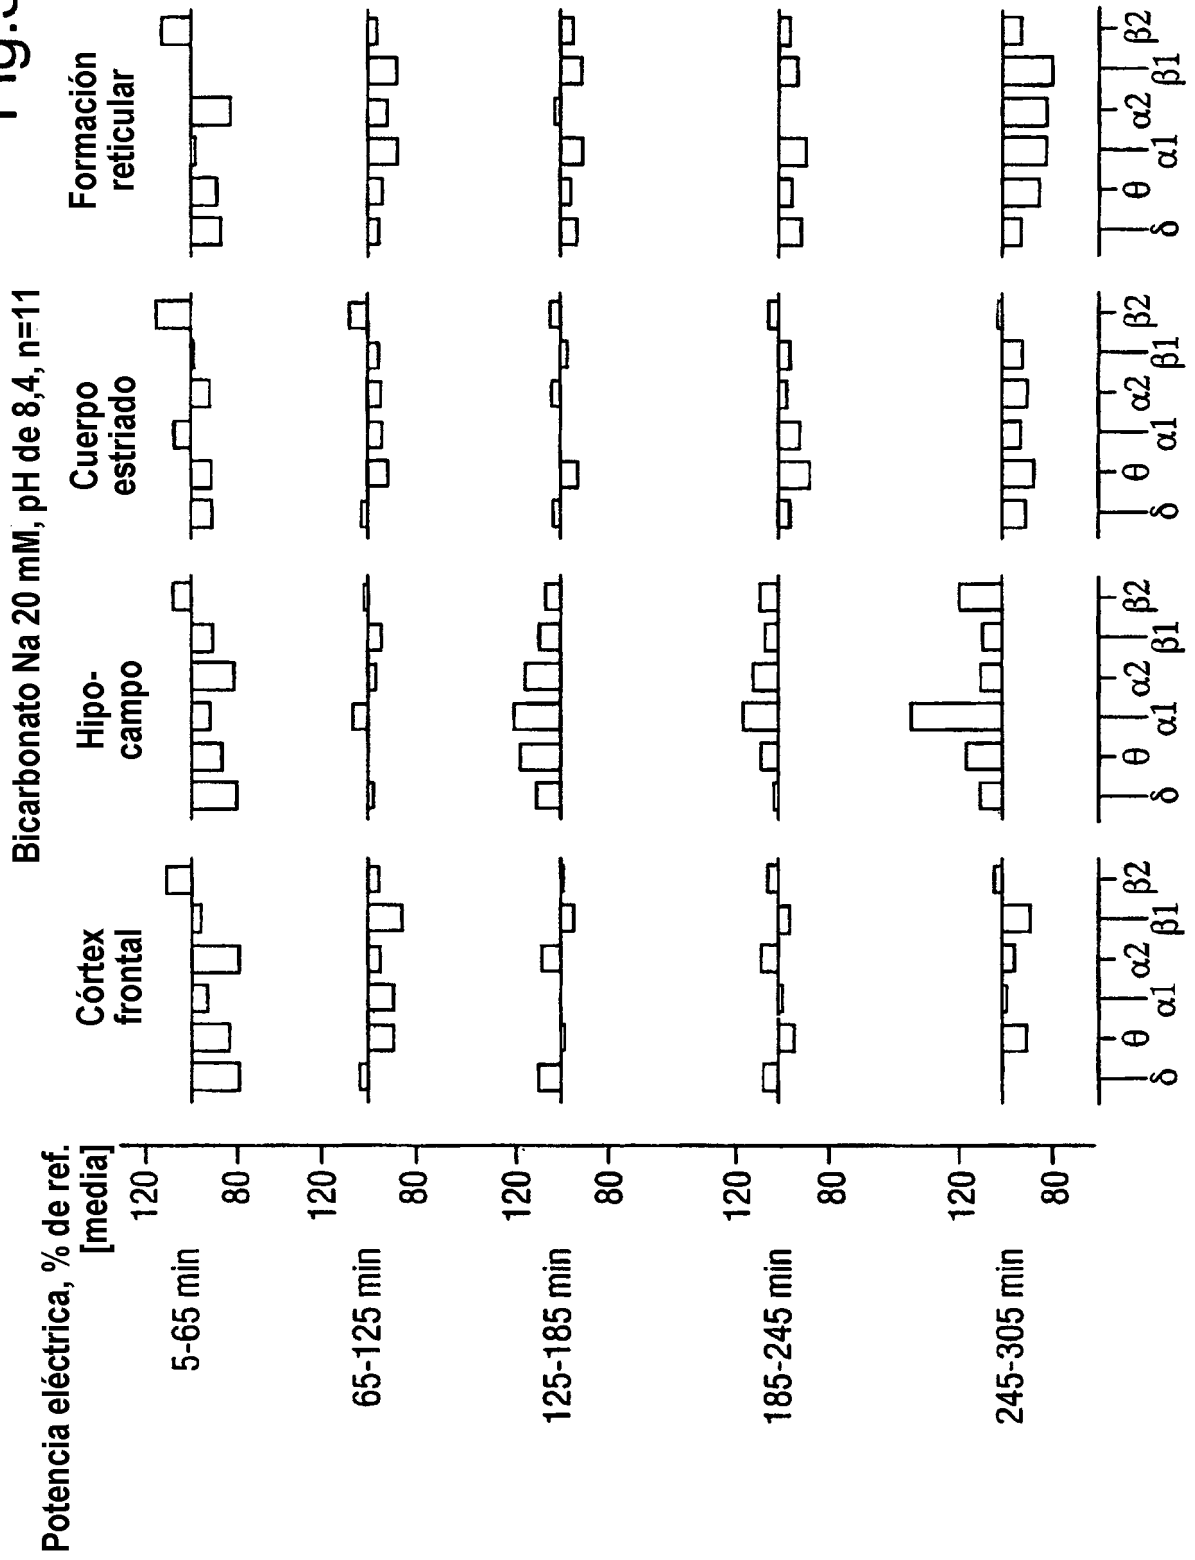 Bicarbonato Na 20 mM, pH de 8,4, n=11
Potencia eléctrica, % de ref.
[media]
Córtex
frontal
Hipo-
campo
Cuerpo
estriado
Formación
reticular
5-65 min
120
80
65-125 min
120
80
125-185 min
120
80
185-245 min
120
80
245-305 min
120
80
δ θ α1 α2 β1 β2
δ θ α1 α2 β1 β2
δ θ α1 α2 β1 β2
δ θ α1 α2 β1 β2